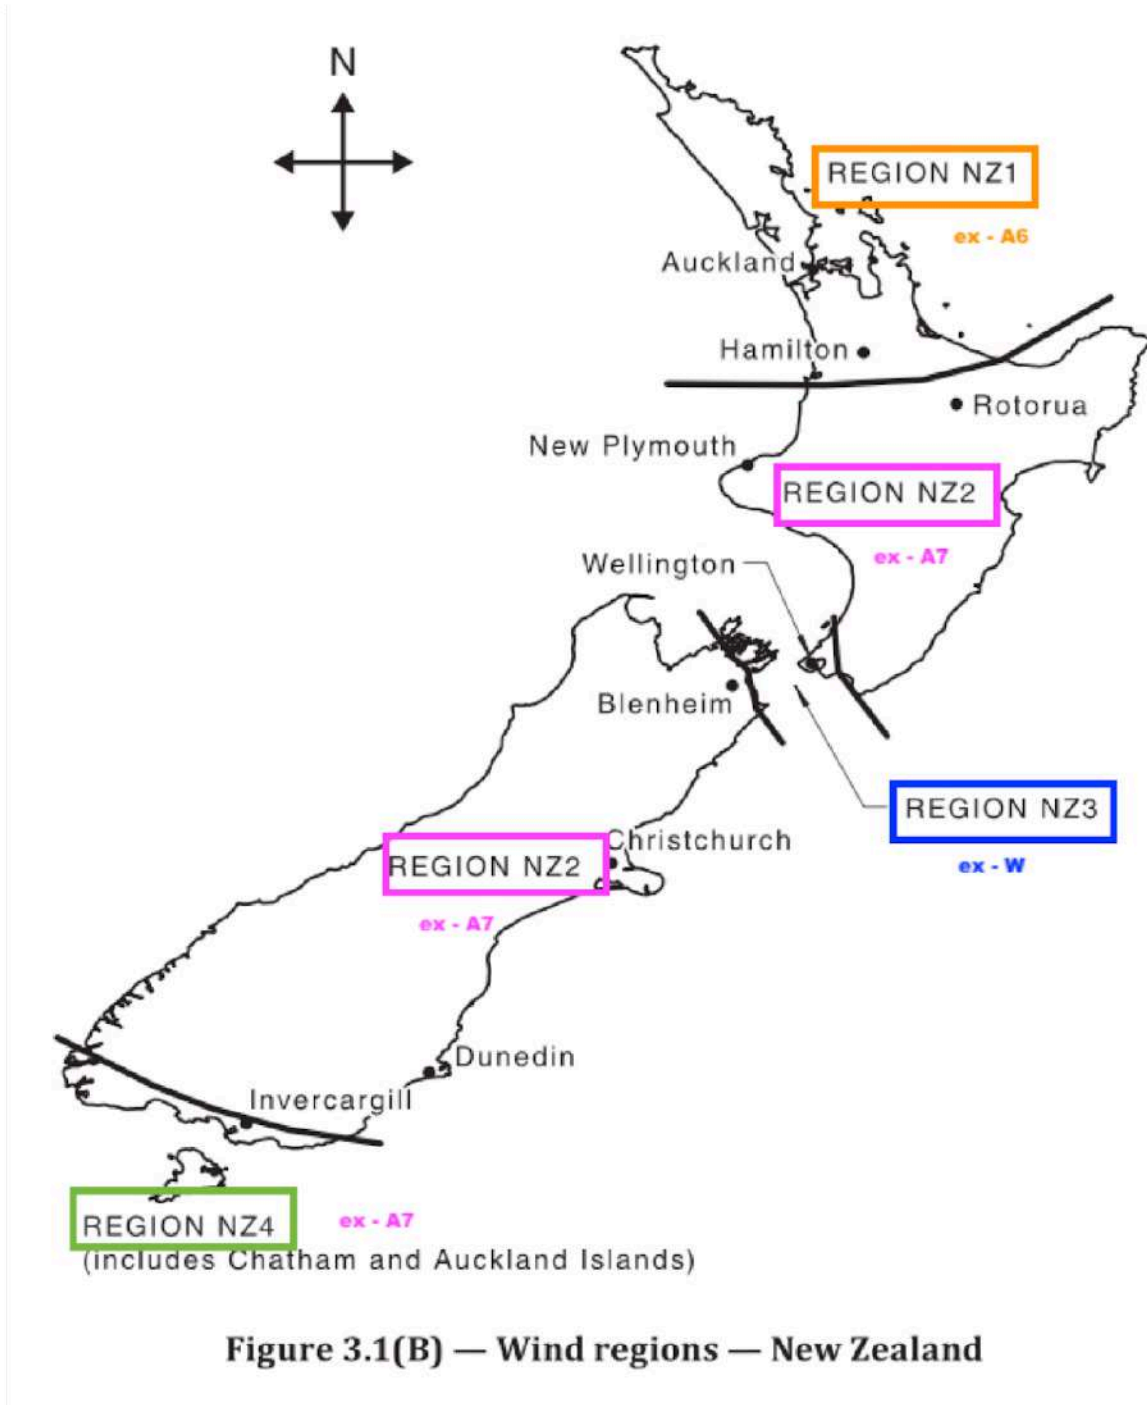 N
REGION NZ1
ex - A6
Auckland
Hamilton
Rotorua
New Plymouth
REGION NZ2
ex - A7
Wellington
Blenheim
REGION NZ3
ex - W
Christchurch
REGION NZ2
ex - A7
Dunedin
Invercargill
REGION NZ4
ex - A7
(includes Chatham and Auckland Islands)
Figure 3.1(B) — Wind regions — New Zealand